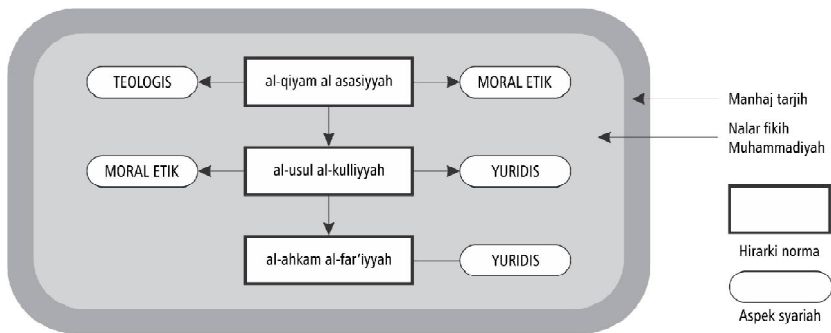 TEOLOGIS
al-qiyam al asasiyyah
MORAL ETIK
MORAL ETIK
al-usul al-kulliyyah
YURIDIS
al-ahkam al-far'iyyah
YURIDIS
Manhaj tarjih
Nalar fikih
Muhammadiyah
Hirarki norma
Aspek syariah